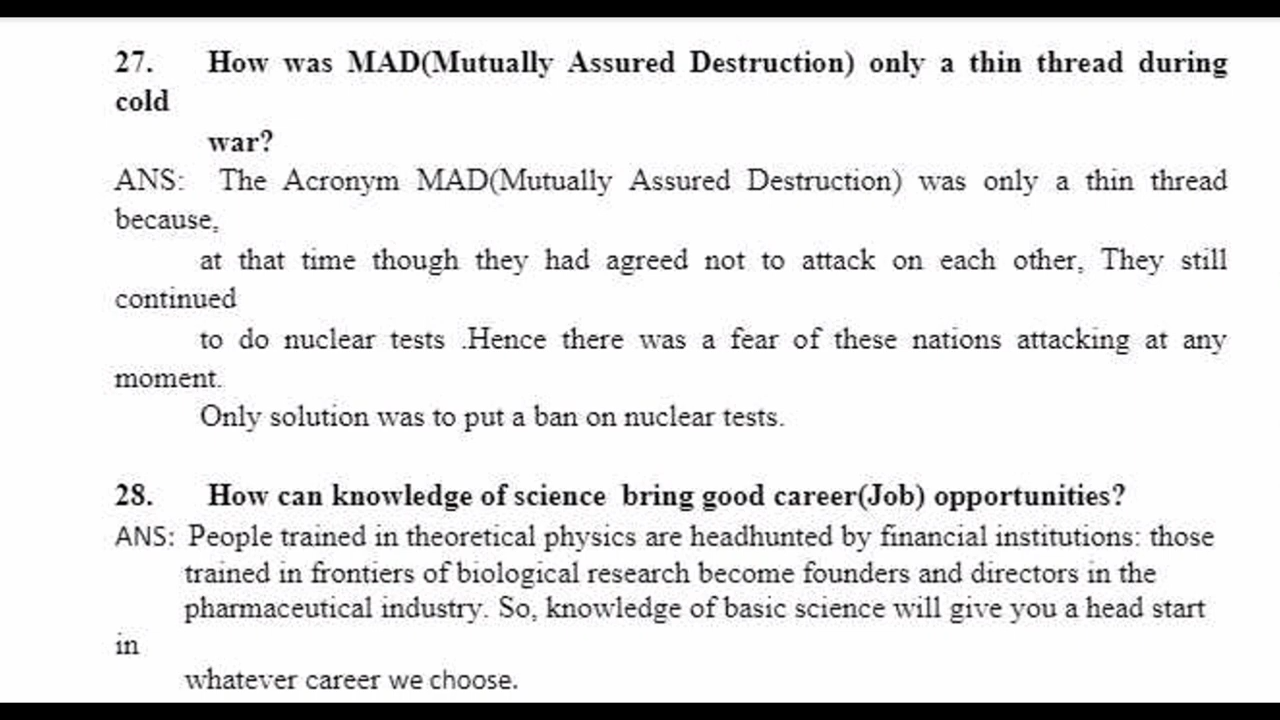 27. How was MAD(Mutually Assured Destruction) only a thin thread during
cold
war?
ANS: The Acronym MAD(Mutually Assured Destruction) was only a thin thread
because,
at that time though they had agreed not to attack on each other, They still
continued
to do nuclear tests .Hence there was a fear of these nations attacking at any
moment.
Only solution was to put a ban on nuclear tests.
28. How can knowledge of science bring good career(Job) opportunities?
ANS: People trained in theoretical physics are headhunted by financial institutions: those
trained in frontiers of biological research become founders and directors in the
pharmaceutical industry. So, knowledge of basic science will give you a head start
in
whatever career we choose.